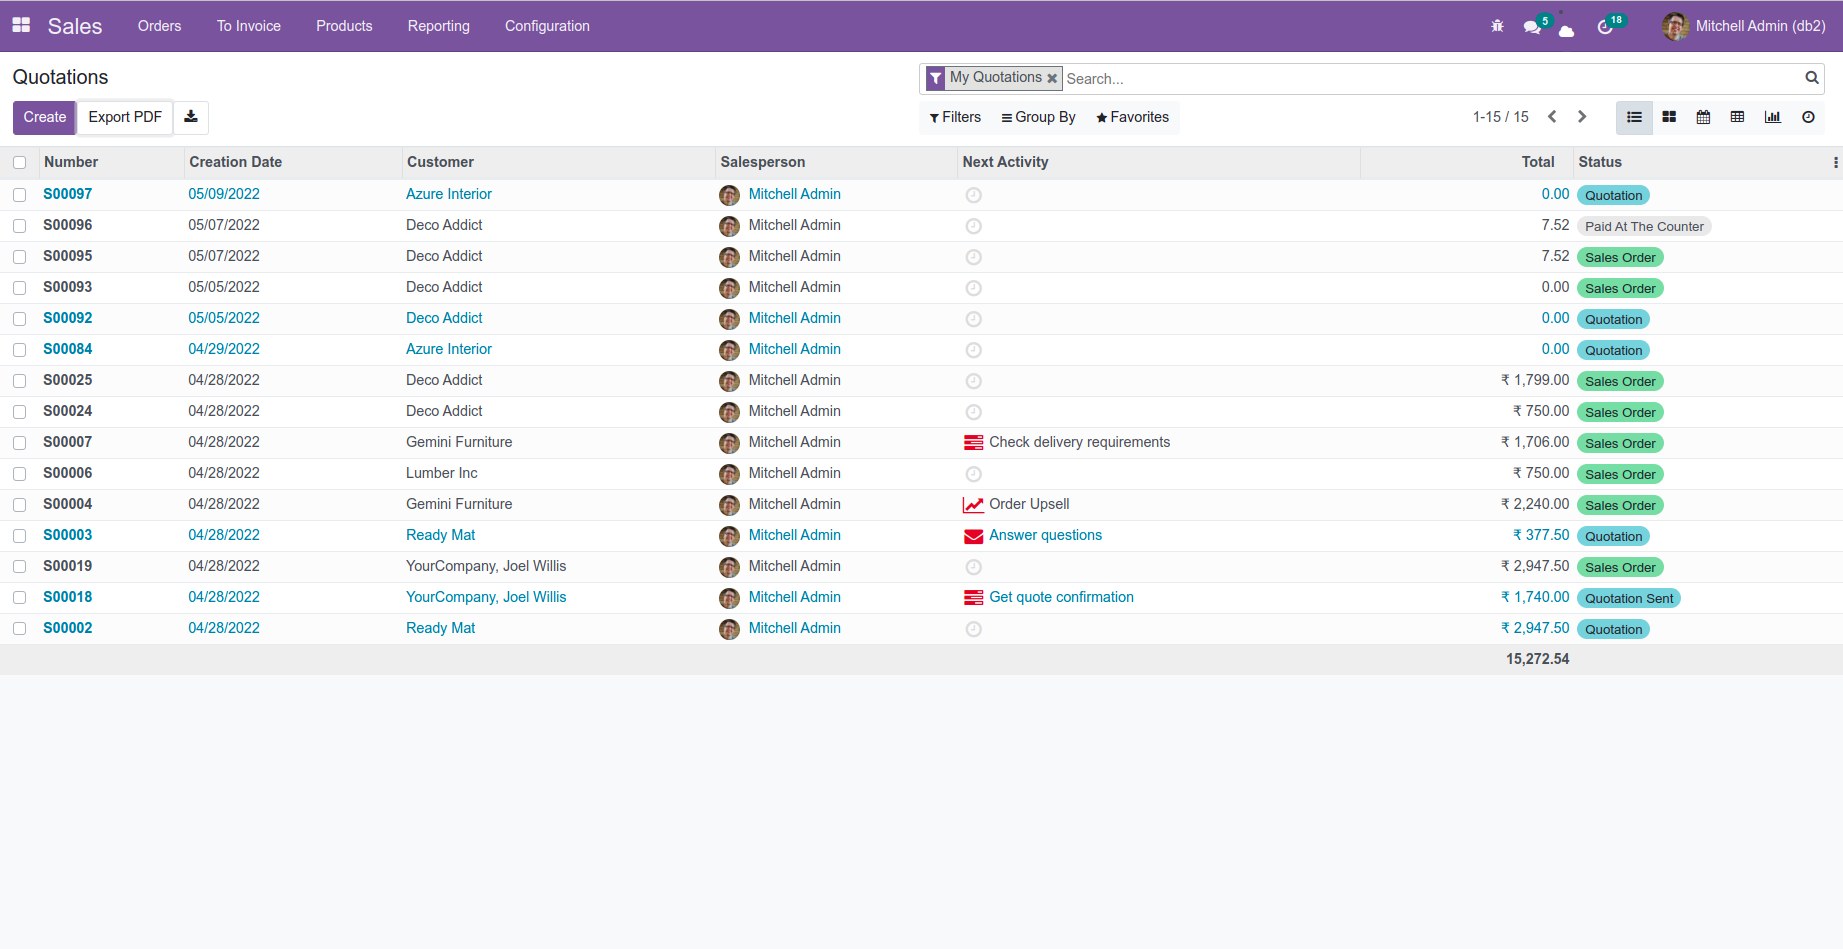 Sales Orders To Invoice Products Reporting Configuration 5 18 Mitchell Admin (db2)
Quotations
My Quotations Search...
Create Export PDF Filters Group By Favorites 1-15 / 15
Number Creation Date Customer Salesperson Next Activity Total Status
S00097 05/09/2022 Azure Interior Mitchell Admin 0.00 Quotation
S00096 05/07/2022 Deco Addict Mitchell Admin 7.52 Paid At The Counter
S00095 05/07/2022 Deco Addict Mitchell Admin 7.52 Sales Order
S00093 05/05/2022 Deco Addict Mitchell Admin 0.00 Sales Order
S00092 05/05/2022 Deco Addict Mitchell Admin 0.00 Quotation
S00084 04/29/2022 Azure Interior Mitchell Admin 0.00 Quotation
S00025 04/28/2022 Deco Addict Mitchell Admin ₹ 1,799.00 Sales Order
S00024 04/28/2022 Deco Addict Mitchell Admin ₹ 750.00 Sales Order
S00007 04/28/2022 Gemini Furniture Mitchell Admin Check delivery requirements ₹ 1,706.00 Sales Order
S00006 04/28/2022 Lumber Inc Mitchell Admin ₹ 750.00 Sales Order
S00004 04/28/2022 Gemini Furniture Mitchell Admin Order Upsell ₹ 2,240.00 Sales Order
S00003 04/28/2022 Ready Mat Mitchell Admin Answer questions ₹ 377.50 Quotation
S00019 04/28/2022 YourCompany, Joel Willis Mitchell Admin ₹ 2,947.50 Sales Order
S00018 04/28/2022 YourCompany, Joel Willis Mitchell Admin Get quote confirmation ₹ 1,740.00 Quotation Sent
S00002 04/28/2022 Ready Mat Mitchell Admin ₹ 2,947.50 Quotation
15,272.54